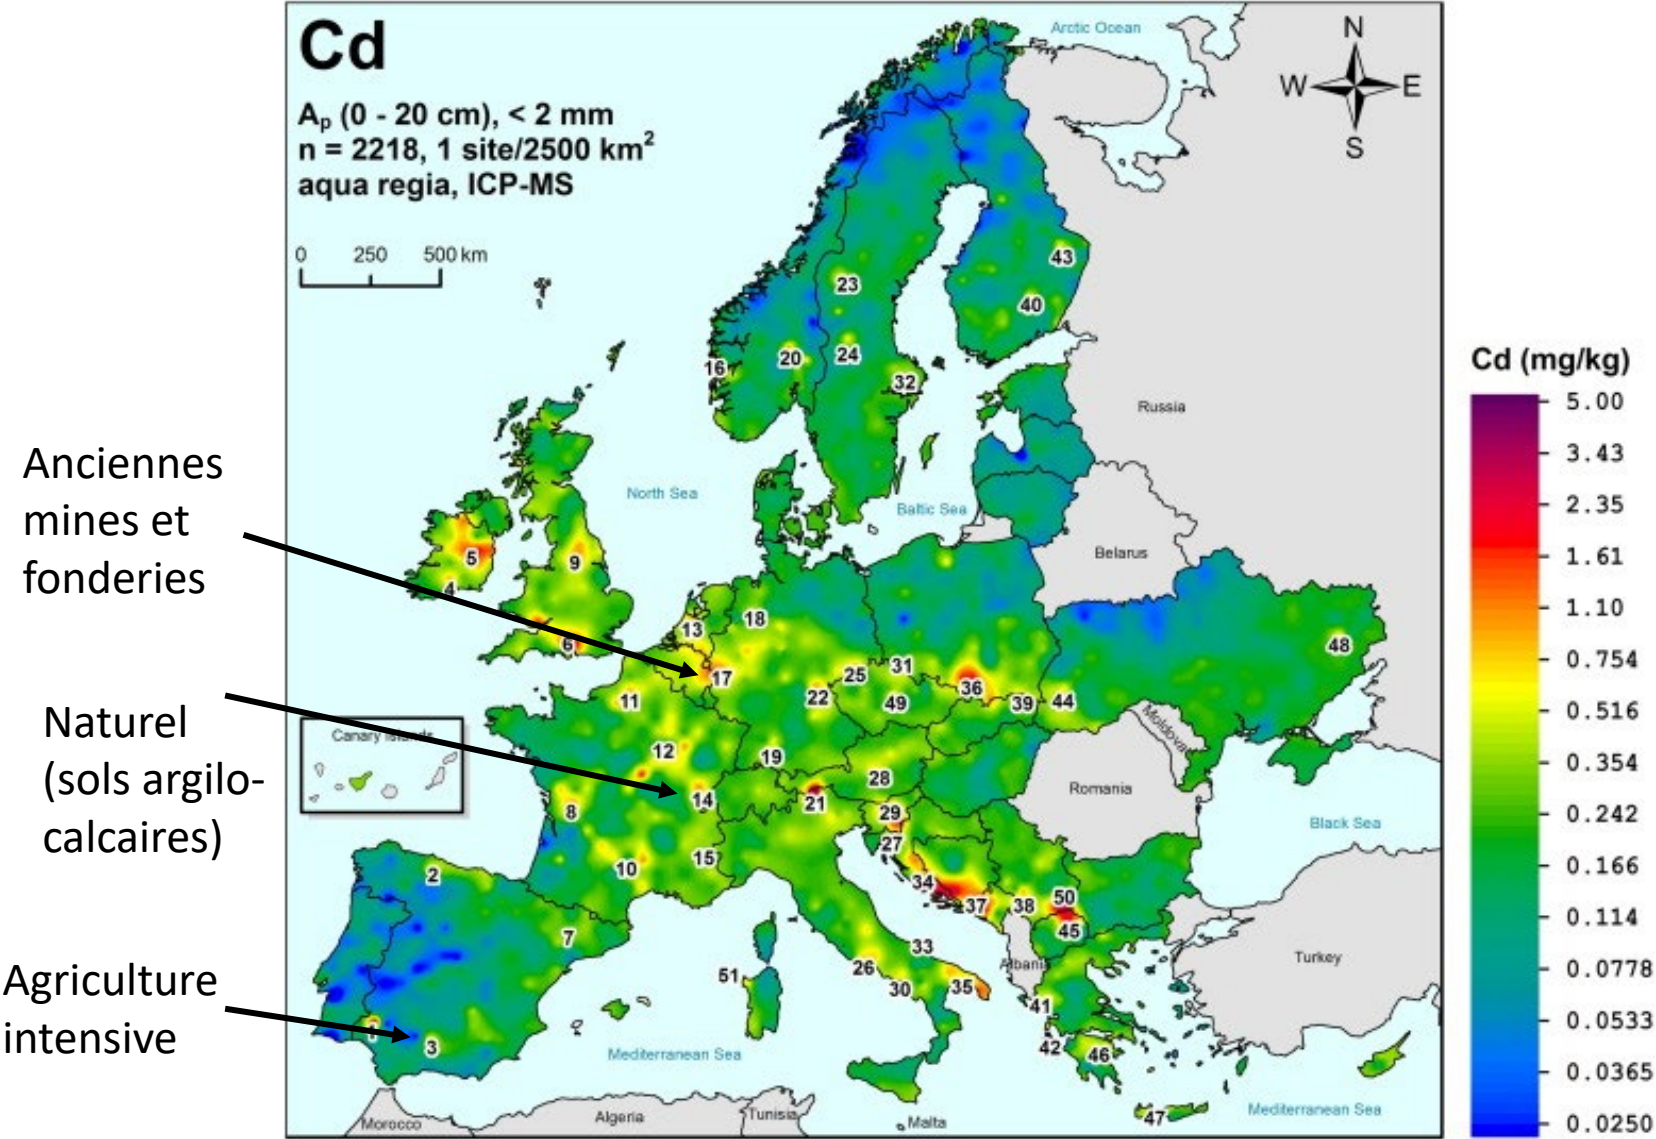 Cd
Ap (0 - 20 cm), < 2 mm
n = 2218, 1 site/2500 km²
aqua regia, ICP-MS
0 250 500 km
N
W E
S
Arctic Ocean
43
23
40
16
20
24
32
Russia
Anciennes
mines et
fonderies
North Sea
Baltic Sea
Belarus
5
9
4
13
18
6
48
17
25
31
36
22
49
39
44
11
Moldova
Naturel
(sols argilo-
calcaires)
Canary Islands
12
19
28
14
21
Romania
8
29
Black Sea
27
15
10
2
34
37
38
50
45
7
33
Albania
Turkey
26
51
30
35
41
Agriculture
intensive
1
3
42
46
Mediterranean Sea
Morocco
Algeria
Tunisia
Malta
47
Mediterranean Sea
Cd (mg/kg)
5.00
3.43
2.35
1.61
1.10
0.754
0.516
0.354
0.242
0.166
0.114
0.0778
0.0533
0.0365
0.0250